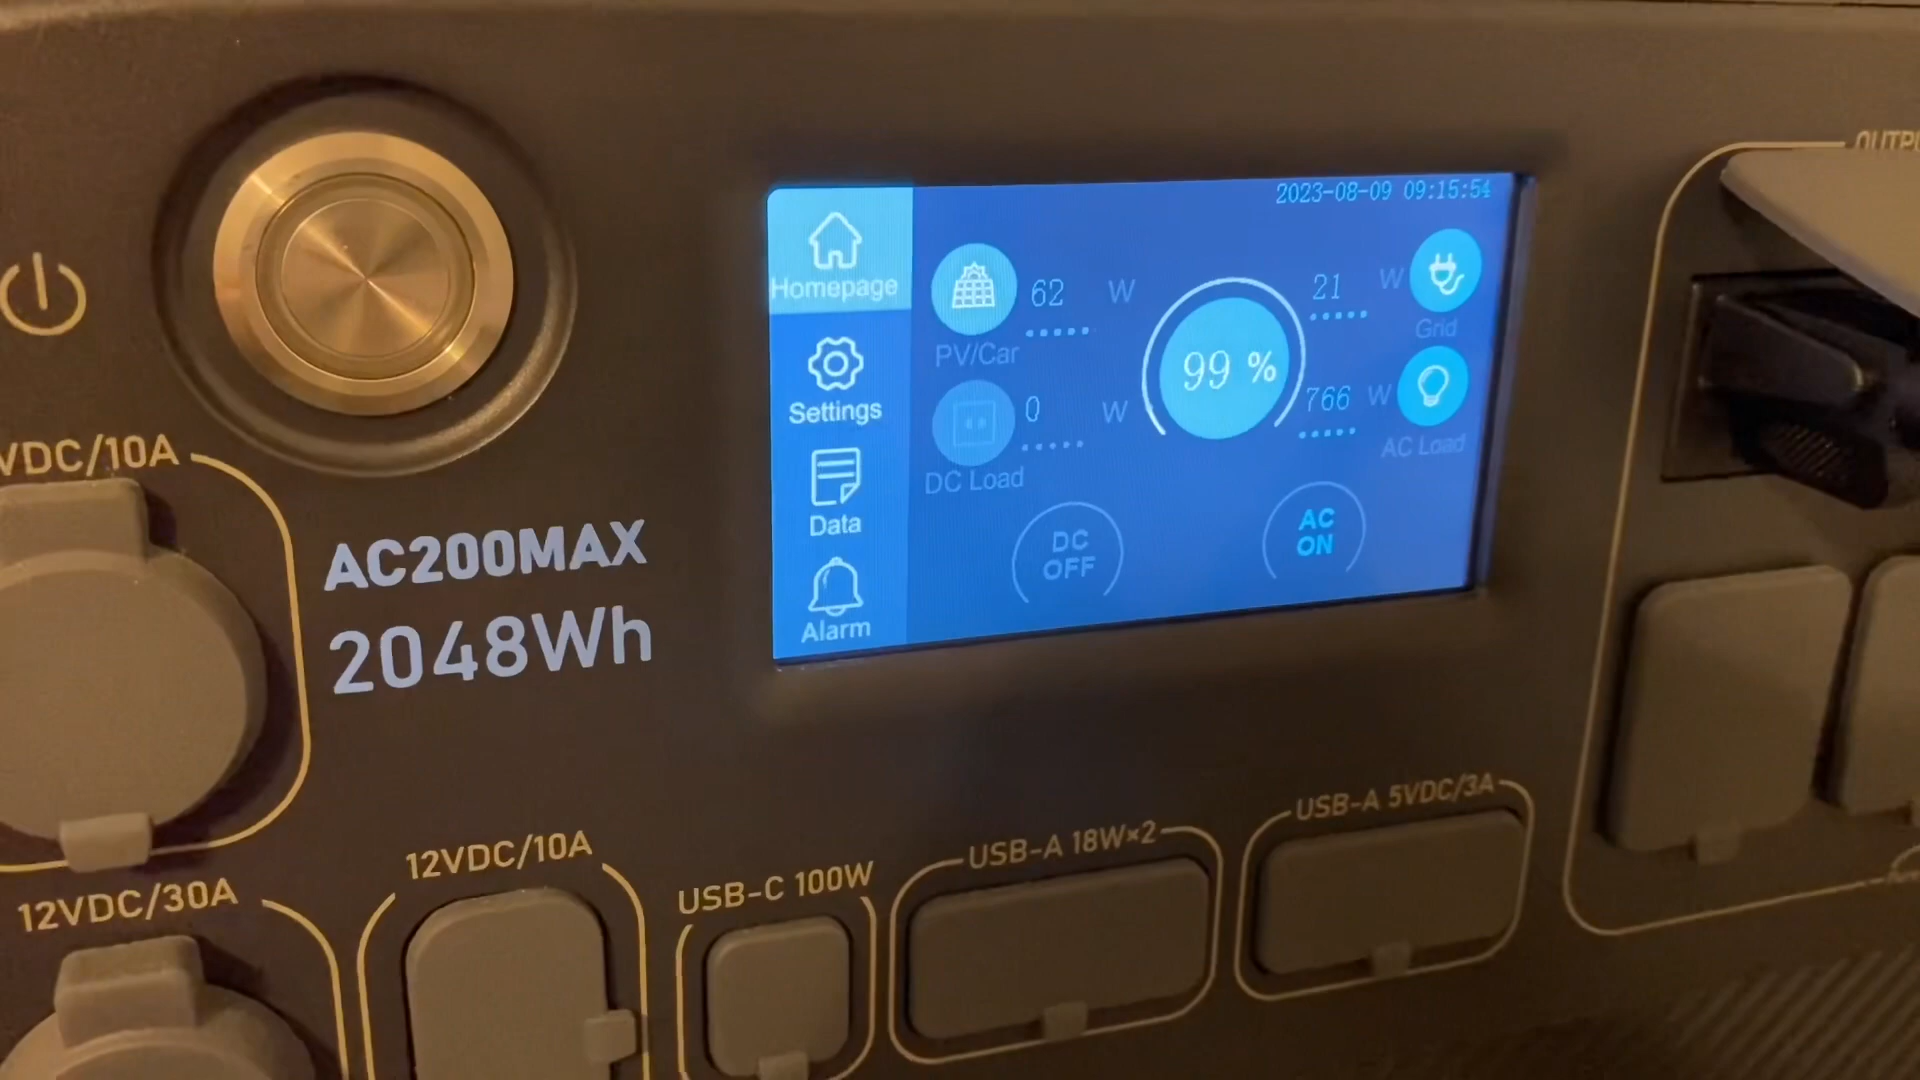 2023-08-09 09:15:54
Homepage
62 W
PV/Car
21 W
Grid
99 %
0 W
DC Load
766 W
AC Load
Settings
Data
Alarm
DC
OFF
AC
ON
VDC/10A
AC200MAX
2048Wh
12VDC/30A
12VDC/10A
USB-C 100W
USB-A 18W×2
USB-A 5VDC/3A
OUTPU